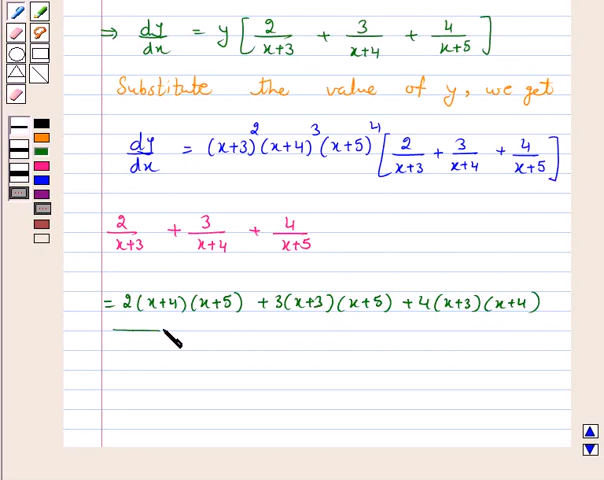 ⇒ dy/dx = y [ 2/(x+3) + 3/(x+4) + 4/(x+5) ]
Substitute the value of y, we get
dy/dx = (x+3)² (x+4)³ (x+5)⁴ [ 2/(x+3) + 3/(x+4) + 4/(x+5) ]
2/(x+3) + 3/(x+4) + 4/(x+5)
= 2(x+4)(x+5) + 3(x+3)(x+5) + 4(x+3)(x+4)